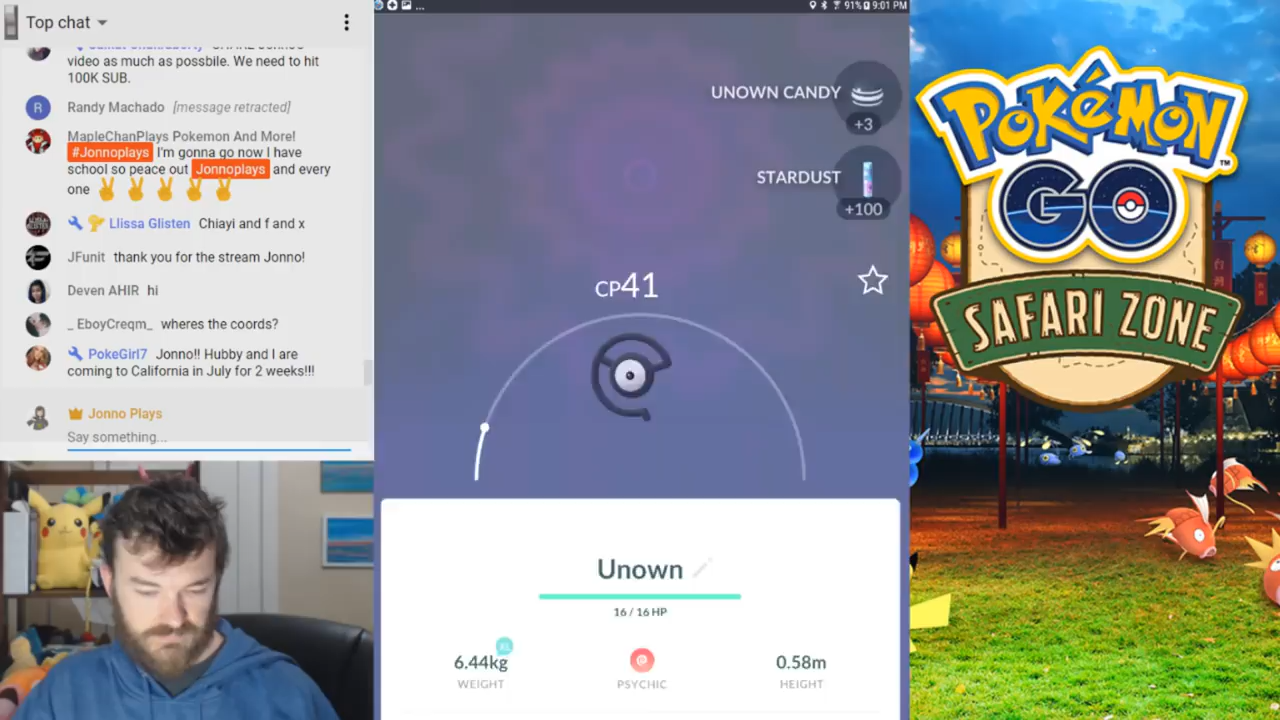 Top chat
video as much as possbile. We need to hit
100K SUB.
R Randy Machado [message retracted]
MapleChanPlays Pokemon And More!
#Jonnoplays I'm gonna go now I have
school so peace out Jonnoplays and every
one
Llissa Glisten Chiayi and f and x
JFunit thank you for the stream Jonno!
Deven AHIR hi
_ EboyCreqm_ wheres the coords?
PokeGirl7 Jonno!! Hubby and I are
coming to California in July for 2 weeks!!!
Jonno Plays
Say something...
... 91% 9:01 PM
UNOWN CANDY
+3
STARDUST
+100
CP41
Unown
16 / 16 HP
XL
6.44kg
WEIGHT
PSYCHIC
0.58m
HEIGHT
POKéMON
TM
GO
SAFARI ZONE